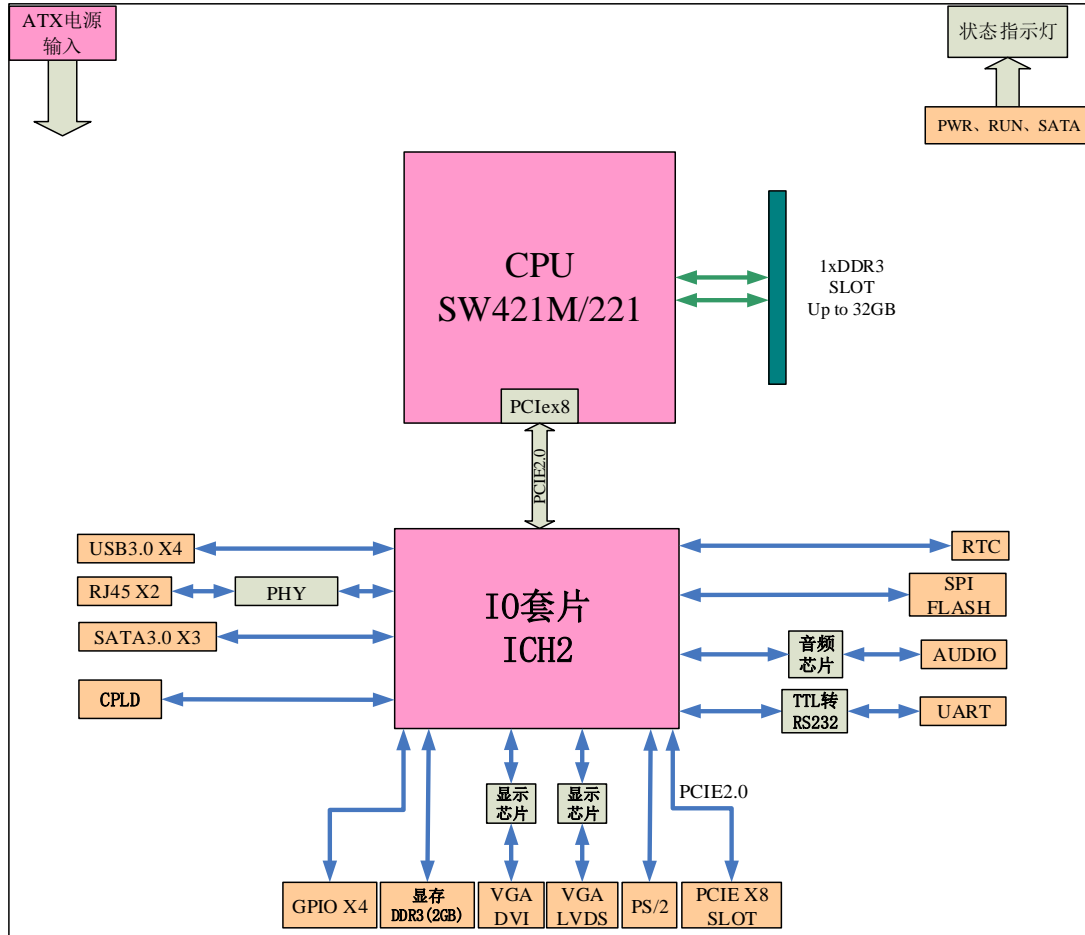 ATX电源
输入
状态指示灯
PWR、RUN、SATA
CPU
SW421M/221
1xDDR3
SLOT
Up to 32GB
PCIex8
PCIE2.0
USB3.0 X4
RTC
RJ45 X2
PHY
IO套片
ICH2
SPI
FLASH
SATA3.0 X3
音频
芯片
AUDIO
CPLD
TTL转
RS232
UART
显示
芯片
显示
芯片
PCIE2.0
GPIO X4
显存
DDR3(2GB)
VGA
DVI
VGA
LVDS
PS/2
PCIE X8
SLOT